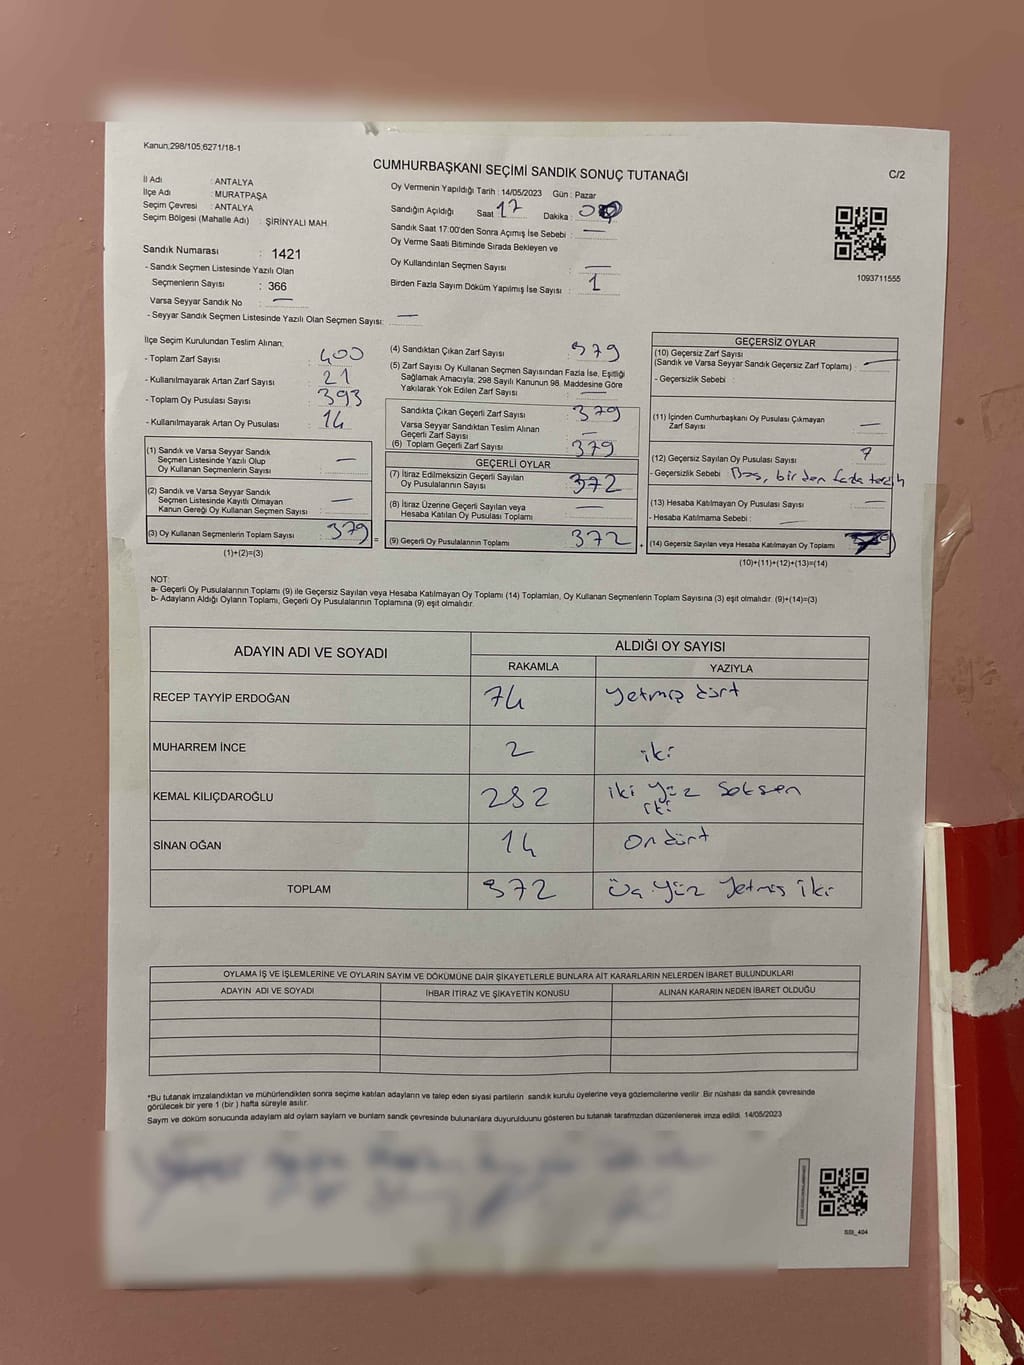 Kanun;298/105;6271/18-1
CUMHURBAŞKANI SEÇİMİ SANDIK SONUÇ TUTANAĞI
C/2
İl Adı : ANTALYA
İlçe Adı : MURATPAŞA
Seçim Çevresi : ANTALYA
Seçim Bölgesi (Mahalle Adı) : ŞİRİNYALI MAH.
Sandık Numarası : 1421
- Sandık Seçmen Listesinde Yazılı Olan
Seçmenlerin Sayısı : 366
Varsa Seyyar Sandık No —
- Seyyar Sandık Seçmen Listesinde Yazılı Olan Seçmen Sayısı: —
Oy Vermenin Yapıldığı Tarih : 14/05/2023 Gün : Pazar
Sandığın Açıldığı Saat 17 Dakika :
Sandık Saat 17:00'den Sonra Açımış İse Sebebi : —
Oy Verme Saati Bitiminde Sırada Bekleyen ve
Oy Kullandırılan Seçmen Sayısı : —
Birden Fazla Sayım Döküm Yapılmış İse Sayısı : 1
1093711555
İlçe Seçim Kurulundan Teslim Alınan;
- Toplam Zarf Sayısı : 400
- Kullanılmayarak Artan Zarf Sayısı : 21
- Toplam Oy Pusulası Sayısı : 393
- Kullanılmayarak Artan Oy Pusulası : 14
(1) Sandık ve Varsa Seyyar Sandık
Seçmen Listesinde Yazılı Olup
Oy Kullanan Seçmenlerin Sayısı : —
(2) Sandık ve Varsa Seyyar Sandık
Seçmen Listesinde Kayıtlı Olmayan
Kanun Gereği Oy Kullanan Seçmen Sayısı : —
(3) Oy Kullanan Seçmenlerin Toplam Sayısı : 379
(1)+(2)=(3)
=
(4) Sandıktan Çıkan Zarf Sayısı : 379
(5) Zarf Sayısı Oy Kullanan Seçmen Sayısından Fazla İse, Eşitliği
Sağlamak Amacıyla; 298 Sayılı Kanunun 98. Maddesine Göre
Yakılarak Yok Edilen Zarf Sayısı : —
Sandıkta Çıkan Geçerli Zarf Sayısı : 379
Varsa Seyyar Sandıktan Teslim Alınan
Geçerli Zarf Sayısı : —
(6) Toplam Geçerli Zarf Sayısı : 379
GEÇERLİ OYLAR
(7) İtiraz Edilmeksizin Geçerli Sayılan
Oy Pusulalarının Sayısı : 372
(8) İtiraz Üzerine Geçerli Sayılan veya
Hesaba Katılan Oy Pusulası Toplamı : —
(9) Geçerli Oy Pusulalarının Toplamı : 372
GEÇERSİZ OYLAR
(10) Geçersiz Zarf Sayısı
(Sandık ve Varsa Seyyar Sandık Geçersiz Zarf Toplamı) : —
- Geçersizlik Sebebi :
(11) İçinden Cumhurbaşkanı Oy Pusulası Çıkmayan
Zarf Sayısı : —
(12) Geçersiz Sayılan Oy Pusulası Sayısı : 7
- Geçersizlik Sebebi Boş, birden fazla tercih
(13) Hesaba Katılmayan Oy Pusulası Sayısı : —
- Hesaba Katılmama Sebebi : —
(14) Geçersiz Sayılan veya Hesaba Katılmayan Oy Toplamı
(10)+(11)+(12)+(13)=(14)
NOT:
a- Geçerli Oy Pusulalarının Toplamı (9) ile Geçersiz Sayılan veya Hesaba Katılmayan Oy Toplamı (14) Toplamları, Oy Kullanan Seçmenlerin Toplam Sayısına (3) eşit olmalıdır. (9)+(14)=(3)
b- Adayların Aldığı Oyların Toplamı, Geçerli Oy Pusulalarının Toplamına (9) eşit olmalıdır.
ADAYIN ADI VE SOYADI ALDIĞI OY SAYISI
RAKAMLA YAZIYLA
RECEP TAYYİP ERDOĞAN 74 Yetmiş dört
MUHARREM İNCE 2 iki
KEMAL KILIÇDAROĞLU 282 iki yüz seksen
iki
SİNAN OĞAN 14 On dört
TOPLAM 372 Üç yüz yetmiş iki
OYLAMA İŞ VE İŞLEMLERİNE VE OYLARIN SAYIM VE DÖKÜMÜNE DAİR ŞİKAYETLERLE BUNLARA AİT KARARLARIN NELERDEN İBARET BULUNDUKLARI
ADAYIN ADI VE SOYADI İHBAR İTİRAZ VE ŞİKAYETİN KONUSU ALINAN KARARIN NEDEN İBARET OLDUĞU
*Bu tutanak imzalandıktan ve mühürlendikten sonra seçime katılan adayların ve talep eden siyasi partilerin sandık kurulu üyelerine veya gözlemcilerine verilir. Bir nüshası da sandık çevresinde
görülecek bir yere 1 (bir ) hafta süreyle asılır.
Sayım ve döküm sonucunda adayların ald oyların sayları ve bunların sandk çevresinde bulunanlara duyurulduunu gösteren bu tutanak tarafmzdan düzenlenerek imza edildi. 14/05/2023
SSI_404